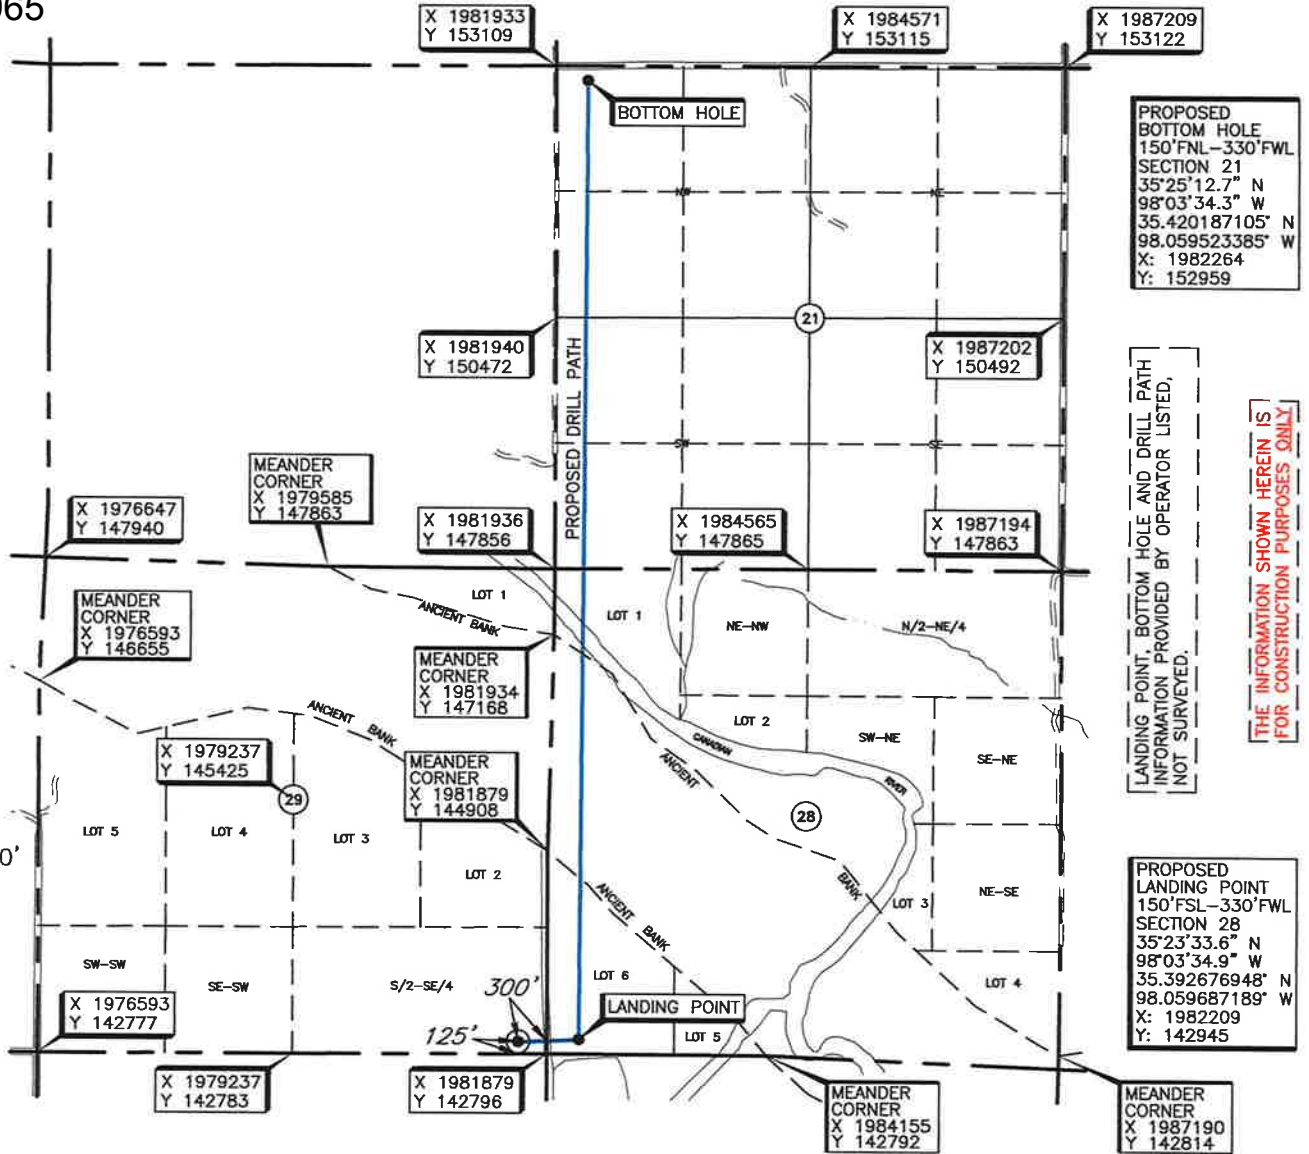 X 1981933
Y 153109
X 1984571
Y 153115
X 1987209
Y 153122
BOTTOM HOLE
PROPOSED
BOTTOM HOLE
150'FNL-330'FWL
SECTION 21
35°25'12.7" N
98°03'34.3" W
35.420187105° N
98.059523385° W
X: 1982264
Y: 152959
NW
NE
21
X 1981940
Y 150472
X 1987202
Y 150492
PROPOSED DRILL PATH
SW
SE
LANDING POINT, BOTTOM HOLE AND DRILL PATH
INFORMATION PROVIDED BY OPERATOR LISTED,
NOT SURVEYED.
THE INFORMATION SHOWN HEREIN IS
FOR CONSTRUCTION PURPOSES ONLY
MEANDER
CORNER
X 1979585
Y 147863
X 1976647
Y 147940
X 1981936
Y 147856
X 1984565
Y 147865
X 1987194
Y 147863
MEANDER
CORNER
X 1976593
Y 146655
LOT 1
ANCIENT BANK
LOT 1
NE-NW
N/2-NE/4
MEANDER
CORNER
X 1981934
Y 147168
ANCIENT BANK
LOT 2
SW-NE
CANADIAN
RIVER
SE-NE
X 1979237
Y 145425
29
MEANDER
CORNER
X 1981879
Y 144908
ANCIENT
BANK
28
LOT 5
LOT 4
LOT 3
LOT 2
0'
ANCIENT BANK
LOT 3
NE-SE
PROPOSED
LANDING POINT
150'FSL-330'FWL
SECTION 28
35°23'33.6" N
98°03'34.9" W
35.392676948° N
98.059687189° W
X: 1982209
Y: 142945
SW-SW
SE-SW
S/2-SE/4
300'
LOT 6
LOT 4
X 1976593
Y 142777
LANDING POINT
125'
LOT 5
X 1979237
Y 142783
X 1981879
Y 142796
MEANDER
CORNER
X 1984155
Y 142792
MEANDER
CORNER
X 1987190
Y 142814